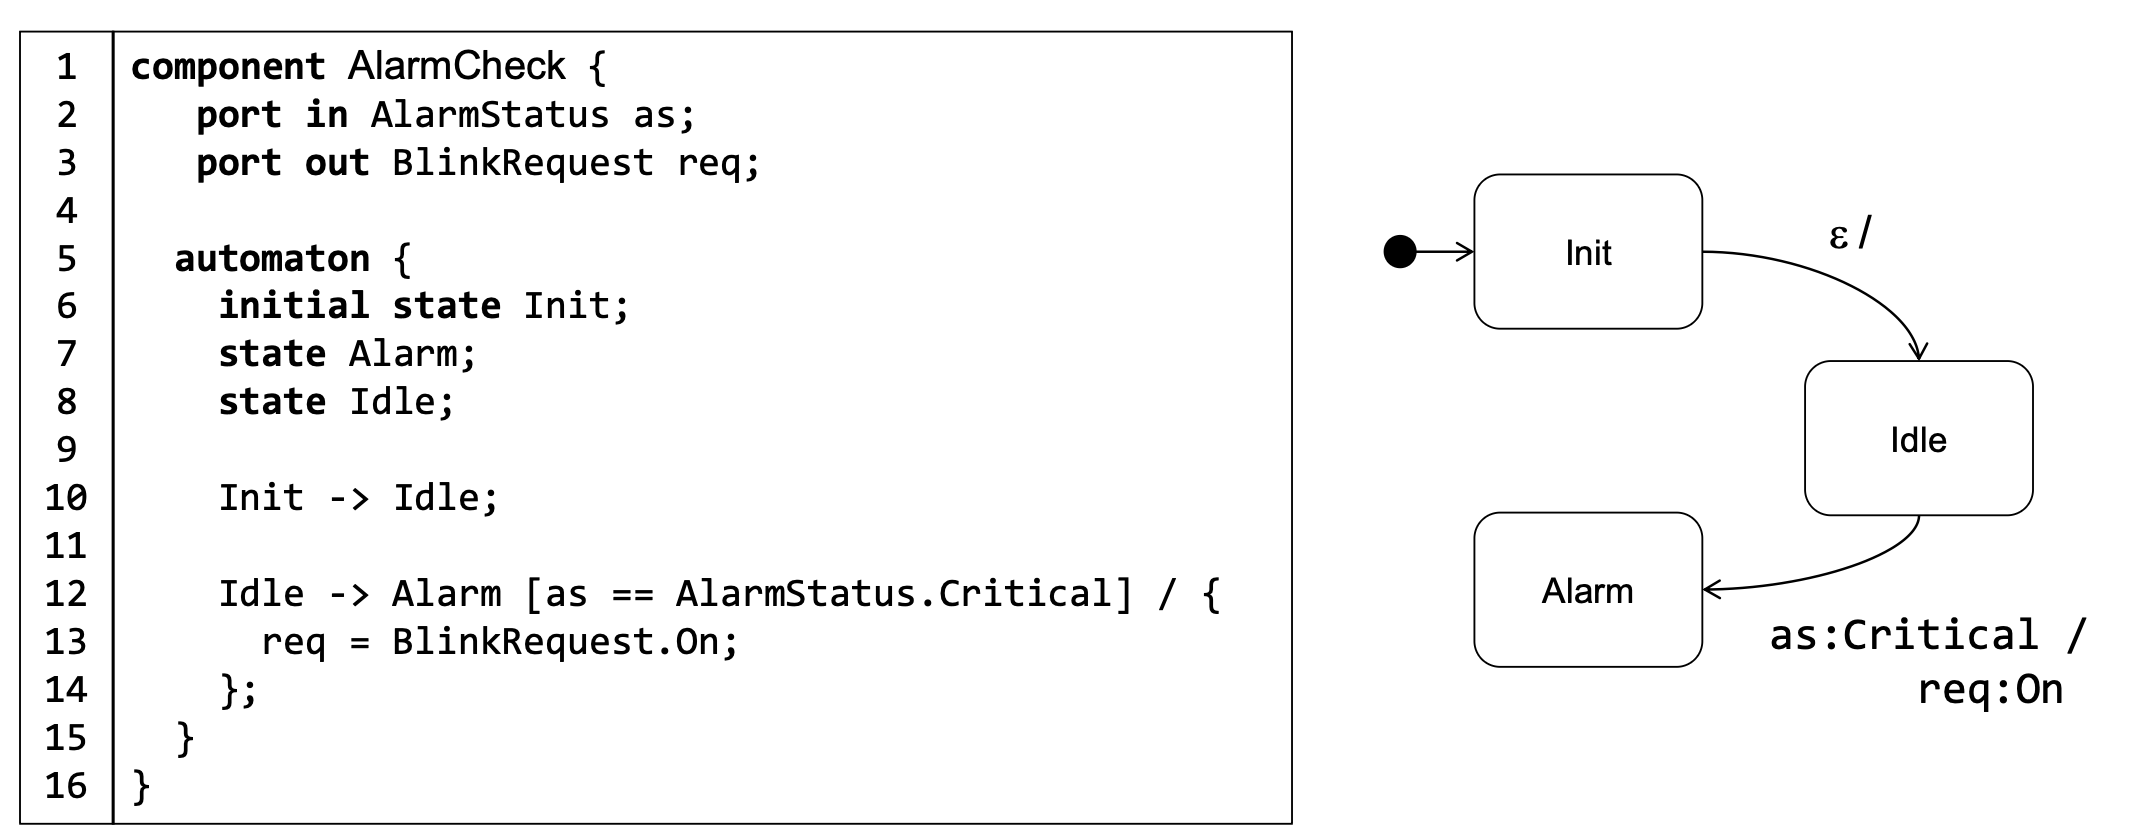 1 component AlarmCheck {
2 port in AlarmStatus as;
3 port out BlinkRequest req;
4
5 automaton {
6 initial state Init;
7 state Alarm;
8 state Idle;
9
10 Init -> Idle;
11
12 Idle -> Alarm [as == AlarmStatus.Critical] / {
13 req = BlinkRequest.On;
14 };
15 }
16 }
Init
ε /
Idle
Alarm
as:Critical /
req:On